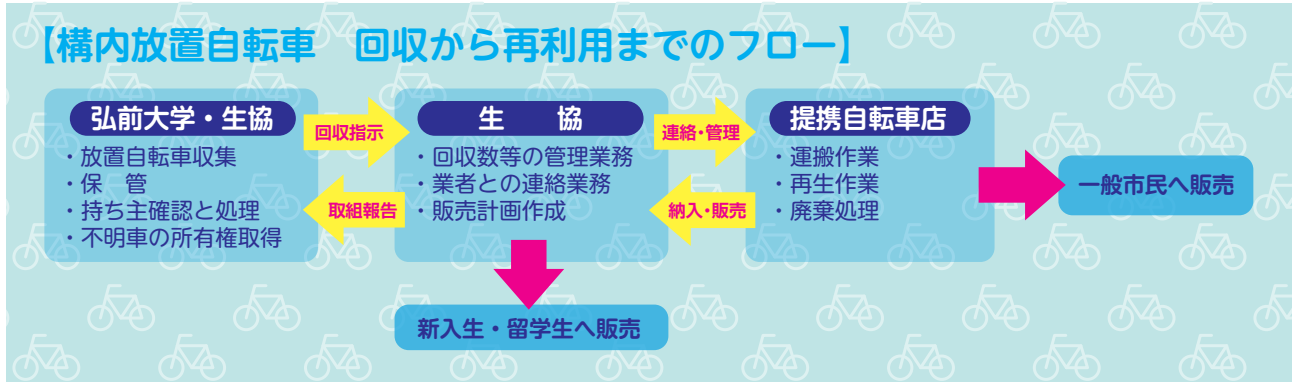 【構内放置自転車　回収から再利用までのフロー】
弘前大学・生協
・放置自転車収集
・保　管
・持ち主確認と処理
・不明車の所有権取得
回収指示
取組報告
生　　協
・回収数等の管理業務
・業者との連絡業務
・販売計画作成
連絡・管理
納入・販売
提携自転車店
・運搬作業
・再生作業
・廃棄処理
一般市民へ販売
新入生・留学生へ販売